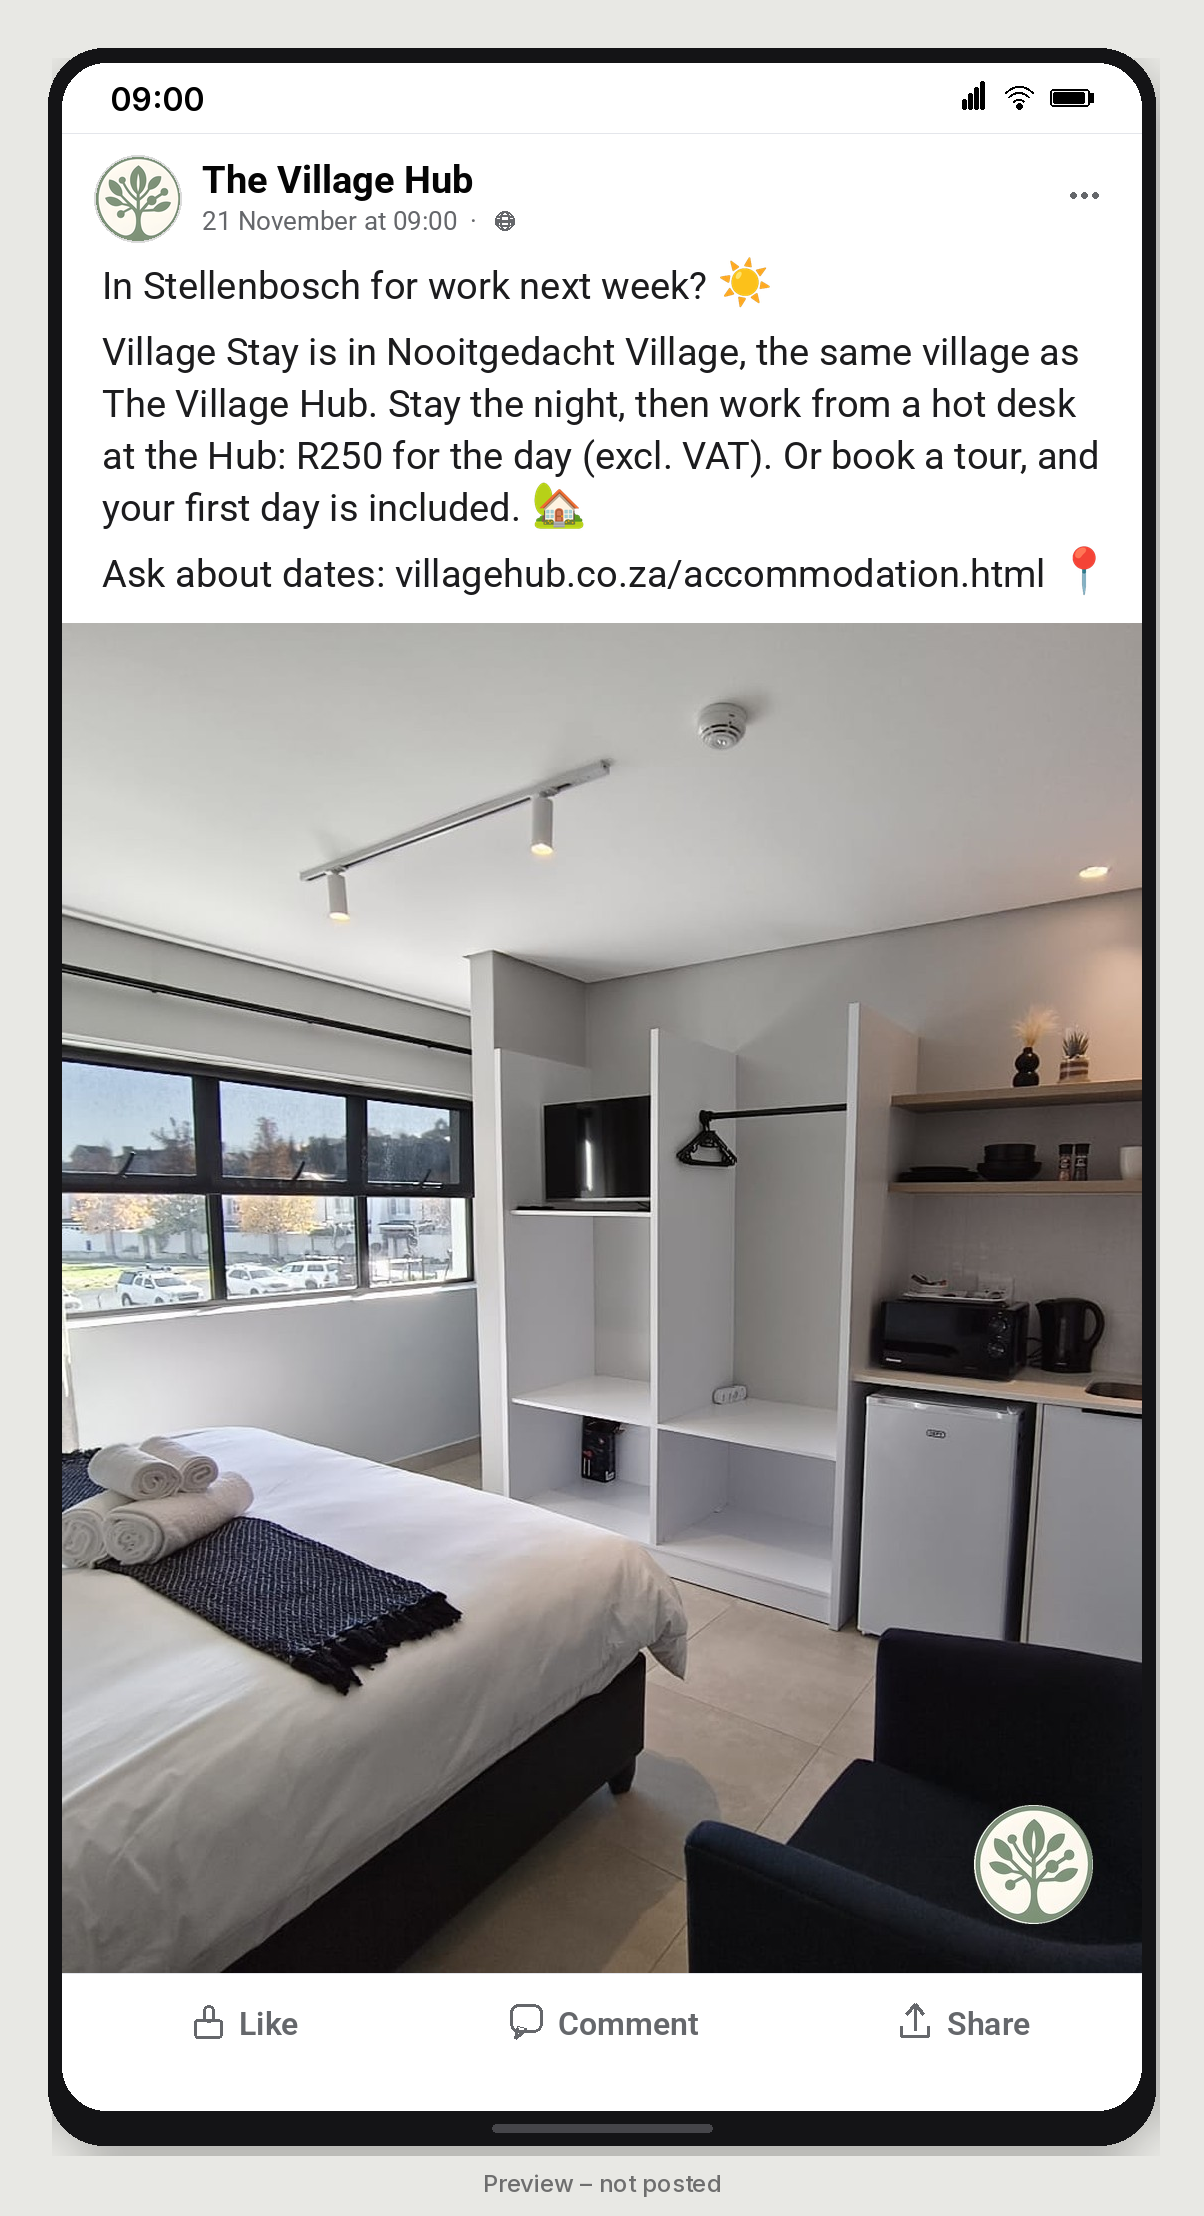 09:00
The Village Hub
21 November at 09:00 ·
In Stellenbosch for work next week? ☀️
Village Stay is in Nooitgedacht Village, the same village as
The Village Hub. Stay the night, then work from a hot desk
at the Hub: R250 for the day (excl. VAT). Or book a tour, and
your first day is included. 🏡
Ask about dates: villagehub.co.za/accommodation.html 📍
Like
Comment
Share
Preview – not posted